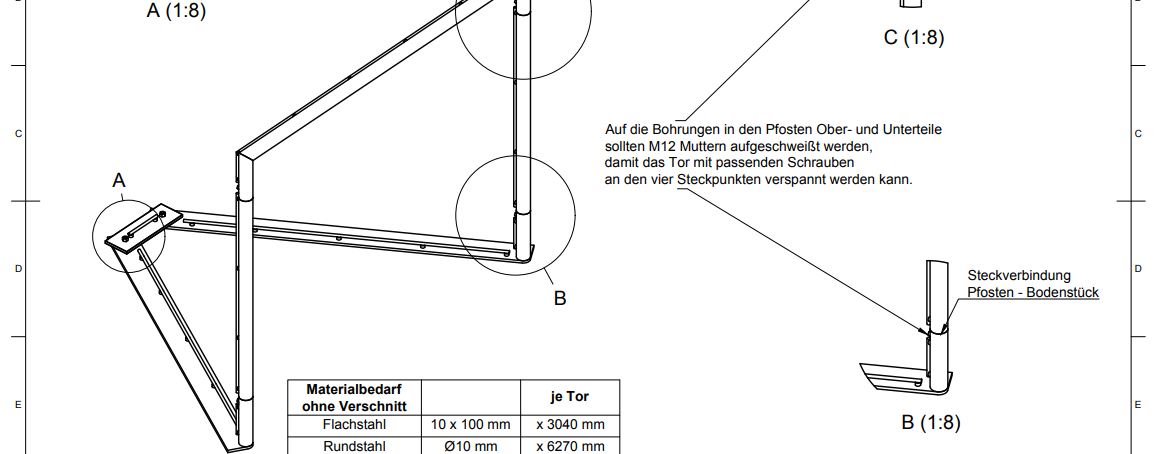 A (1:8)
C (1:8)
C
C
Auf die Bohrungen in den Pfosten Ober- und Unterteile
sollten M12 Muttern aufgeschweißt werden,
damit das Tor mit passenden Schrauben
an den vier Steckpunkten verspannt werden kann.
A
D
D
Steckverbindung
Pfosten - Bodenstück
B
Materialbedarf
ohne Verschnitt
je Tor
Flachstahl 10 x 100 mm x 3040 mm
Rundstahl Ø10 mm x 6270 mm
E
E
B (1:8)